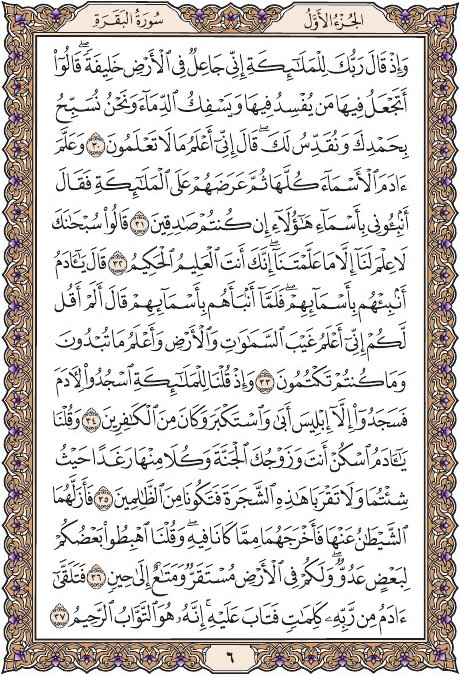 الجُزْءُ الأَوَّلُ
سُورَةُ البَقَرَةِ
وَإِذْ قَالَ رَبُّكَ لِلْمَلَٰٓئِكَةِ إِنِّي جَاعِلٌ فِي ٱلْأَرْضِ خَلِيفَةً ۖ قَالُوٓا۟
أَتَجْعَلُ فِيهَا مَن يُفْسِدُ فِيهَا وَيَسْفِكُ ٱلدِّمَآءَ وَنَحْنُ نُسَبِّحُ
بِحَمْدِكَ وَنُقَدِّسُ لَكَ ۖ قَالَ إِنِّيٓ أَعْلَمُ مَا لَا تَعْلَمُونَ ٣٠ وَعَلَّمَ
ءَادَمَ ٱلْأَسْمَآءَ كُلَّهَا ثُمَّ عَرَضَهُمْ عَلَى ٱلْمَلَٰٓئِكَةِ فَقَالَ
أَنۢبِـُٔونِي بِأَسْمَآءِ هَٰٓؤُلَآءِ إِن كُنتُمْ صَٰدِقِينَ ٣١ قَالُوا۟ سُبْحَٰنَكَ
لَا عِلْمَ لَنَآ إِلَّا مَا عَلَّمْتَنَآ ۖ إِنَّكَ أَنتَ ٱلْعَلِيمُ ٱلْحَكِيمُ ٣٢ قَالَ يَٰٓـَٔادَمُ
أَنۢبِئْهُم بِأَسْمَآئِهِمْ ۖ فَلَمَّآ أَنۢبَأَهُم بِأَسْمَآئِهِمْ قَالَ أَلَمْ أَقُل
لَّكُمْ إِنِّيٓ أَعْلَمُ غَيْبَ ٱلسَّمَٰوَٰتِ وَٱلْأَرْضِ وَأَعْلَمُ مَا تُبْدُونَ
وَمَا كُنتُمْ تَكْتُمُونَ ٣٣ وَإِذْ قُلْنَا لِلْمَلَٰٓئِكَةِ ٱسْجُدُوا۟ لِـَٔادَمَ
فَسَجَدُوٓا۟ إِلَّآ إِبْلِيسَ أَبَىٰ وَٱسْتَكْبَرَ وَكَانَ مِنَ ٱلْكَٰفِرِينَ ٣٤ وَقُلْنَا
يَٰٓـَٔادَمُ ٱسْكُنْ أَنتَ وَزَوْجُكَ ٱلْجَنَّةَ وَكُلَا مِنْهَا رَغَدًا حَيْثُ
شِئْتُمَا وَلَا تَقْرَبَا هَٰذِهِ ٱلشَّجَرَةَ فَتَكُونَا مِنَ ٱلظَّٰلِمِينَ ٣٥ فَأَزَلَّهُمَا
ٱلشَّيْطَٰنُ عَنْهَا فَأَخْرَجَهُمَا مِمَّا كَانَا فِيهِ ۖ وَقُلْنَا ٱهْبِطُوا۟ بَعْضُكُمْ
لِبَعْضٍ عَدُوٌّ ۖ وَلَكُمْ فِي ٱلْأَرْضِ مُسْتَقَرٌّ وَمَتَٰعٌ إِلَىٰ حِينٍ ٣٦ فَتَلَقَّىٰٓ
ءَادَمُ مِن رَّبِّهِۦ كَلِمَٰتٍ فَتَابَ عَلَيْهِ ۚ إِنَّهُۥ هُوَ ٱلتَّوَّابُ ٱلرَّحِيمُ ٣٧
٦